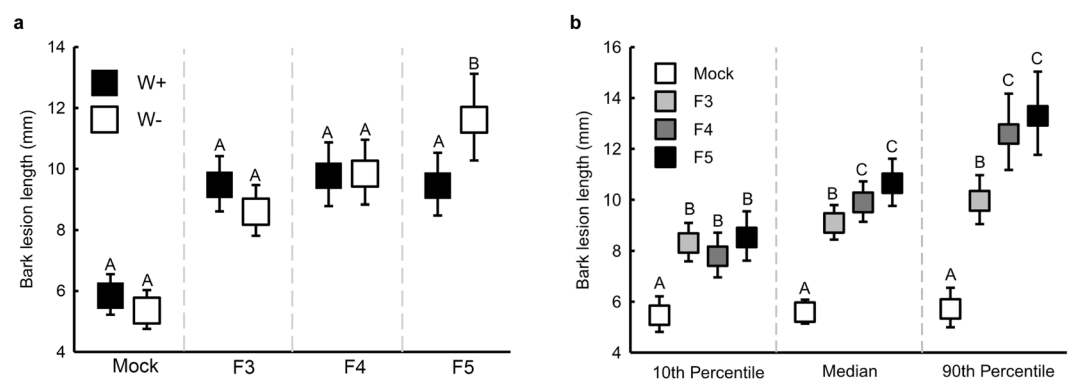 a
14
12
10
8
6
4
Bark lesion length (mm)
W+
W-
A
A
A
A
A
A
A
B
Mock
F3
F4
F5
b
16
14
12
10
8
6
4
Bark lesion length (mm)
Mock
F3
F4
F5
A
B
B
B
A
B
C
C
A
B
C
C
10th Percentile
Median
90th Percentile